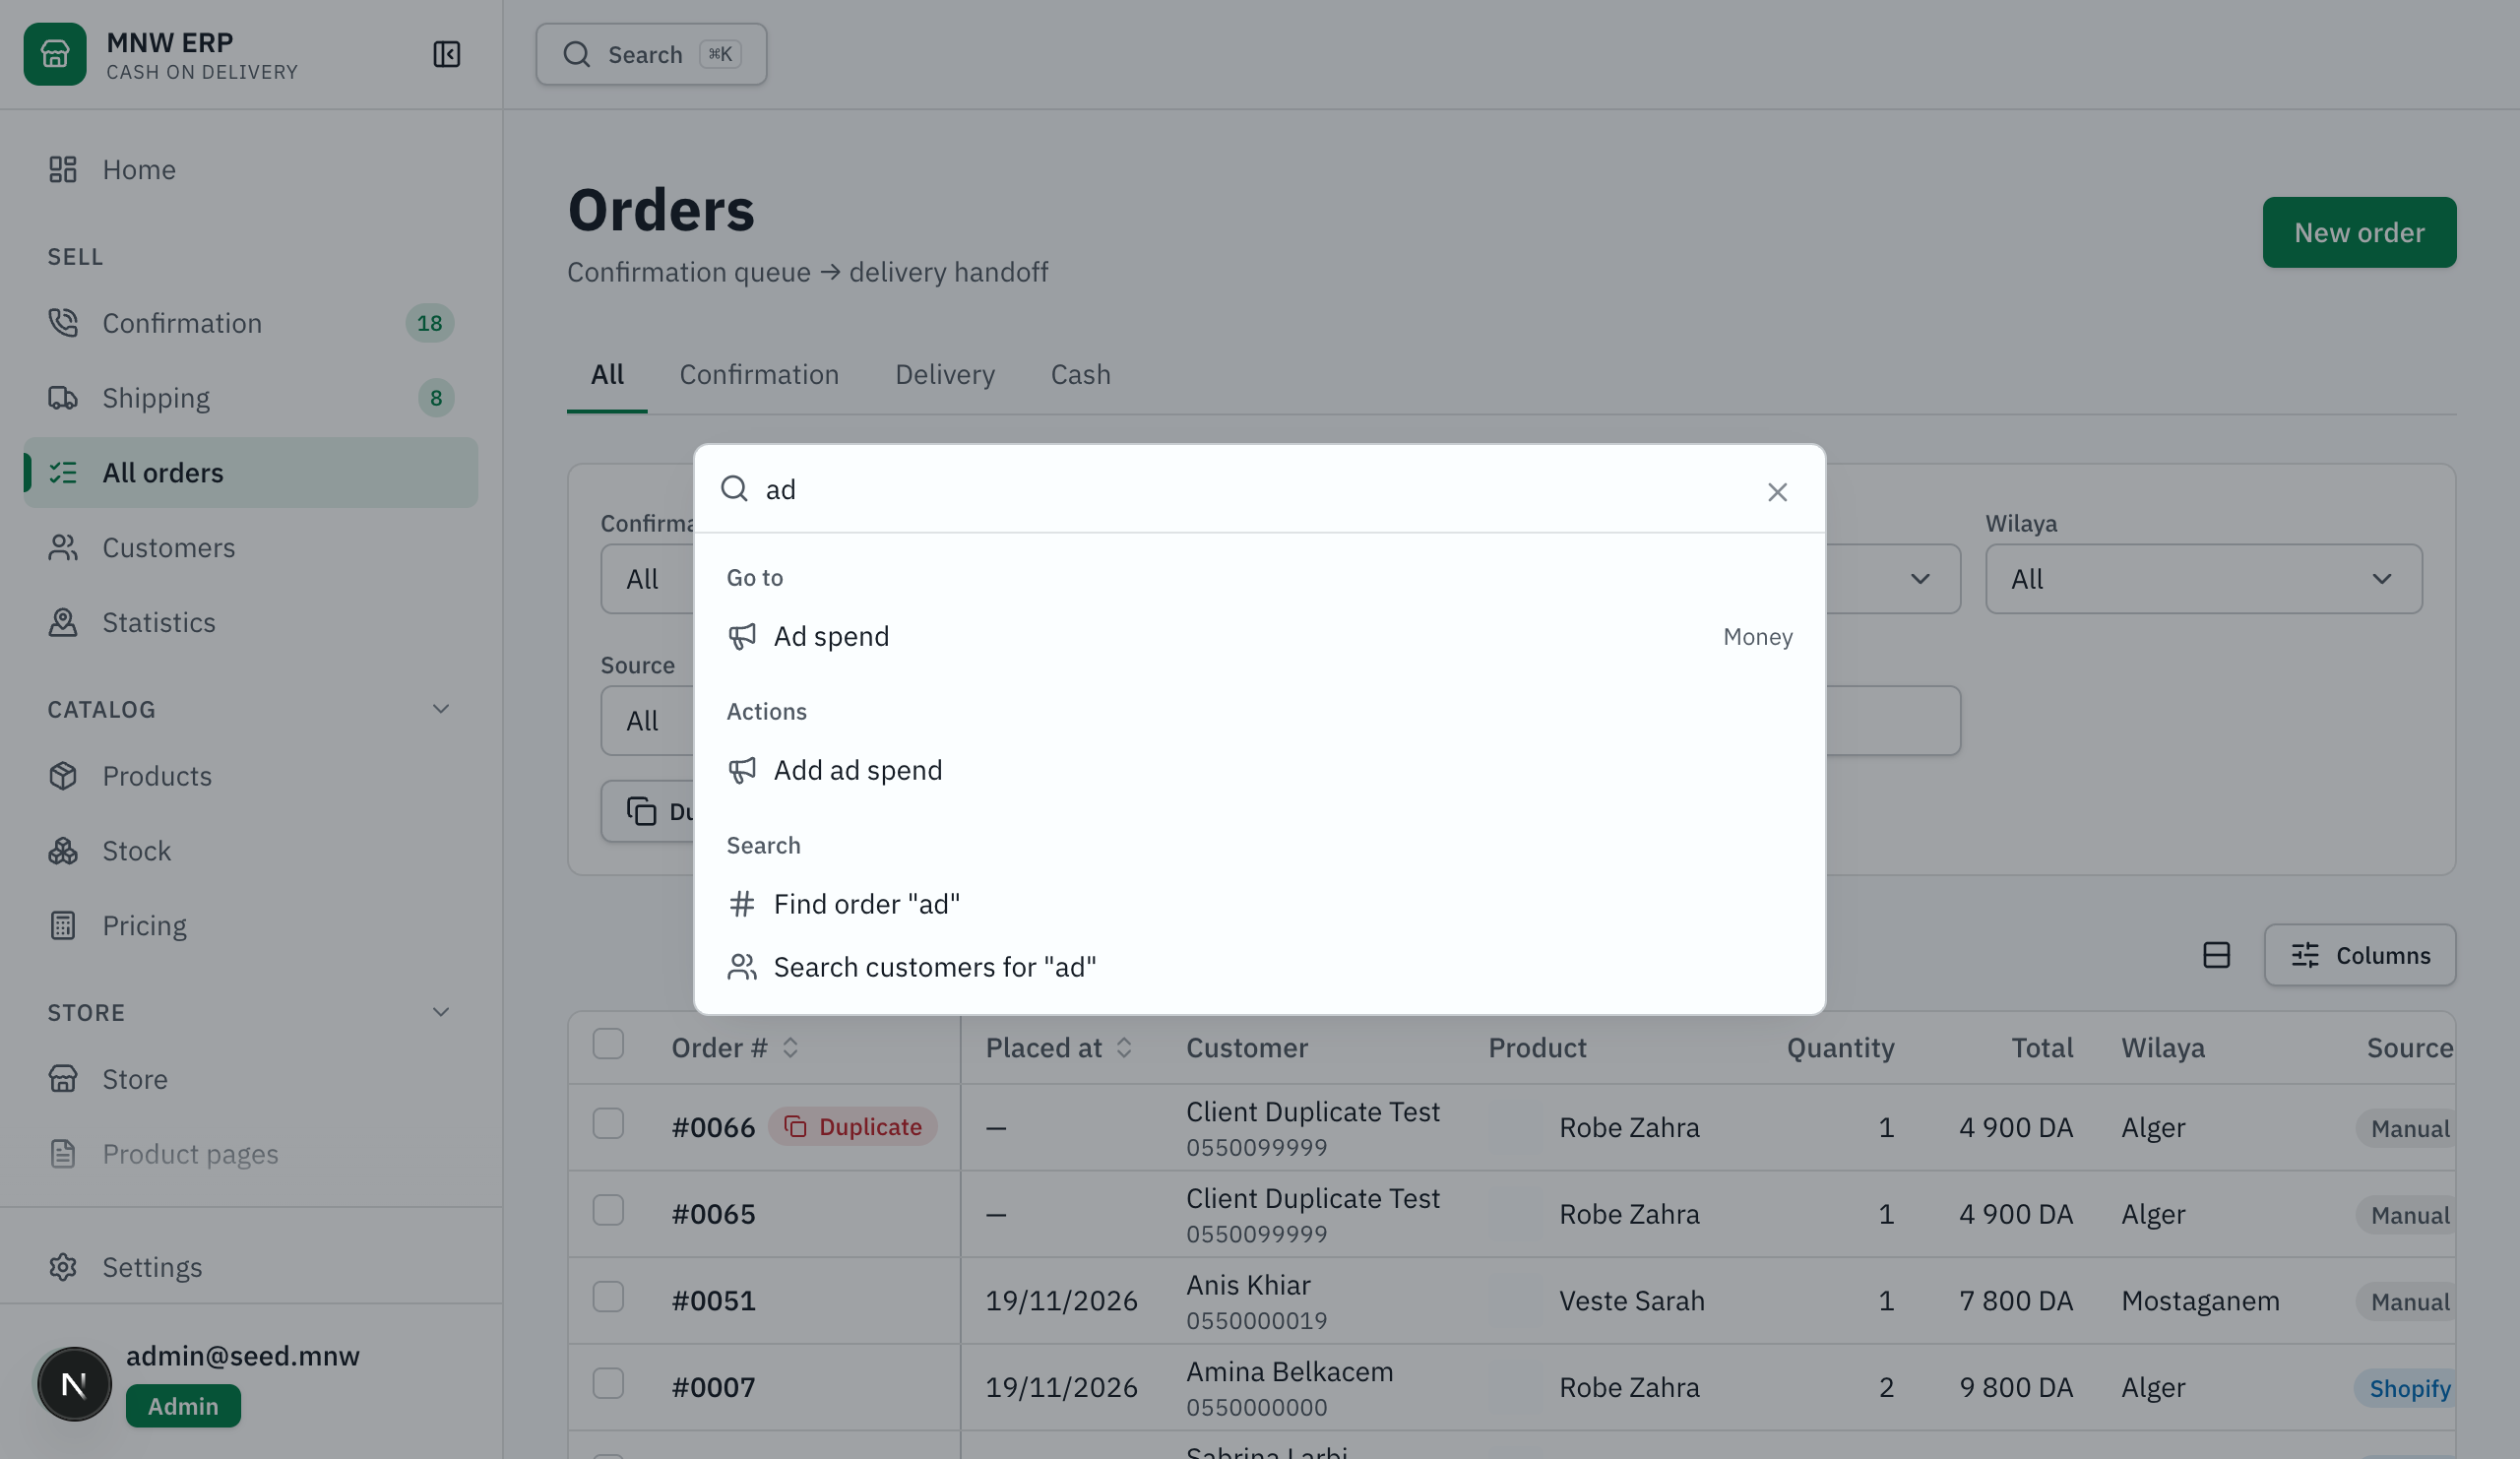 MNW ERP
CASH ON DELIVERY
Search ⌘K
Home
SELL
Confirmation 18
Shipping 8
All orders
Customers
Statistics
CATALOG
Products
Stock
Pricing
STORE
Store
Product pages
Settings
N
admin@seed.mnw
Admin
Orders
Confirmation queue → delivery handoff
New order
All Confirmation Delivery Cash
Wilaya
All All
Source
All
ad
Go to
Ad spend Money
Actions
Add ad spend
Search
# Find order "ad"
Search customers for "ad"
Columns
Order # Placed at Customer Product Quantity Total Wilaya Source
#0066 Duplicate — Client Duplicate Test Robe Zahra 1 4 900 DA Alger Manual
0550099999
#0065 — Client Duplicate Test Robe Zahra 1 4 900 DA Alger Manual
0550099999
#0051 19/11/2026 Anis Khiar Veste Sarah 1 7 800 DA Mostaganem Manual
0550000019
#0007 19/11/2026 Amina Belkacem Robe Zahra 2 9 800 DA Alger Shopify
0550000000